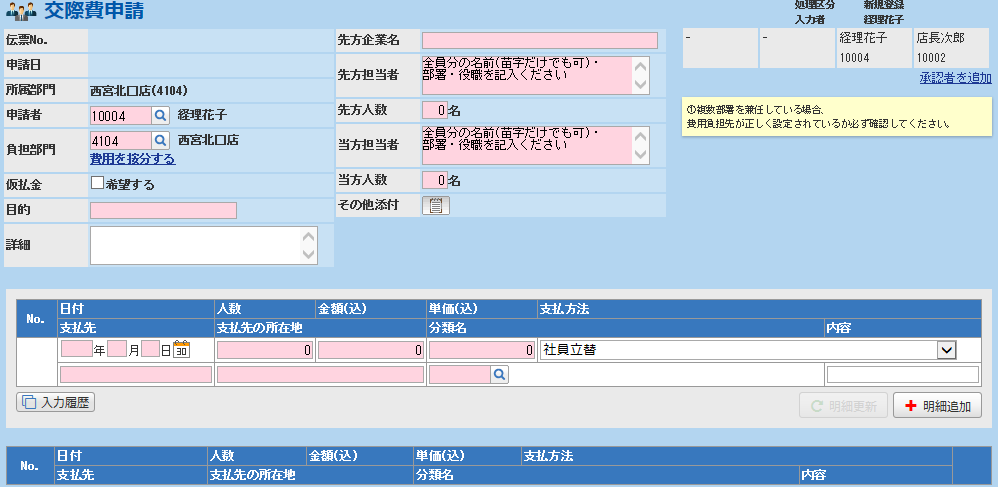 交際費申請
処理区分 新規登録
入力者 経理花子
- - 経理花子 店長次郎
10004 10002
承認者を追加
①複数部署を兼任している場合、
費用負担先が正しく設定されているか必ず確認してください。
伝票No.
申請日
所属部門 西宮北口店(4104)
申請者 10004 経理花子
負担部門 4104 西宮北口店
費用を按分する
仮払金 希望する
目的
詳細
先方企業名
先方担当者 全員分の名前(苗字だけでも可)・
部署・役職を記入ください
先方人数 0 名
当方担当者 全員分の名前(苗字だけでも可)・
部署・役職を記入ください
当方人数 0 名
その他添付
No. 日付 人数 金額(込) 単価(込) 支払方法
支払先 支払先の所在地 分類名 内容
年 月 日 30 0 0 0 社員立替
入力履歴 明細更新 明細追加
No. 日付 人数 金額(込) 単価(込) 支払方法
支払先 支払先の所在地 分類名 内容